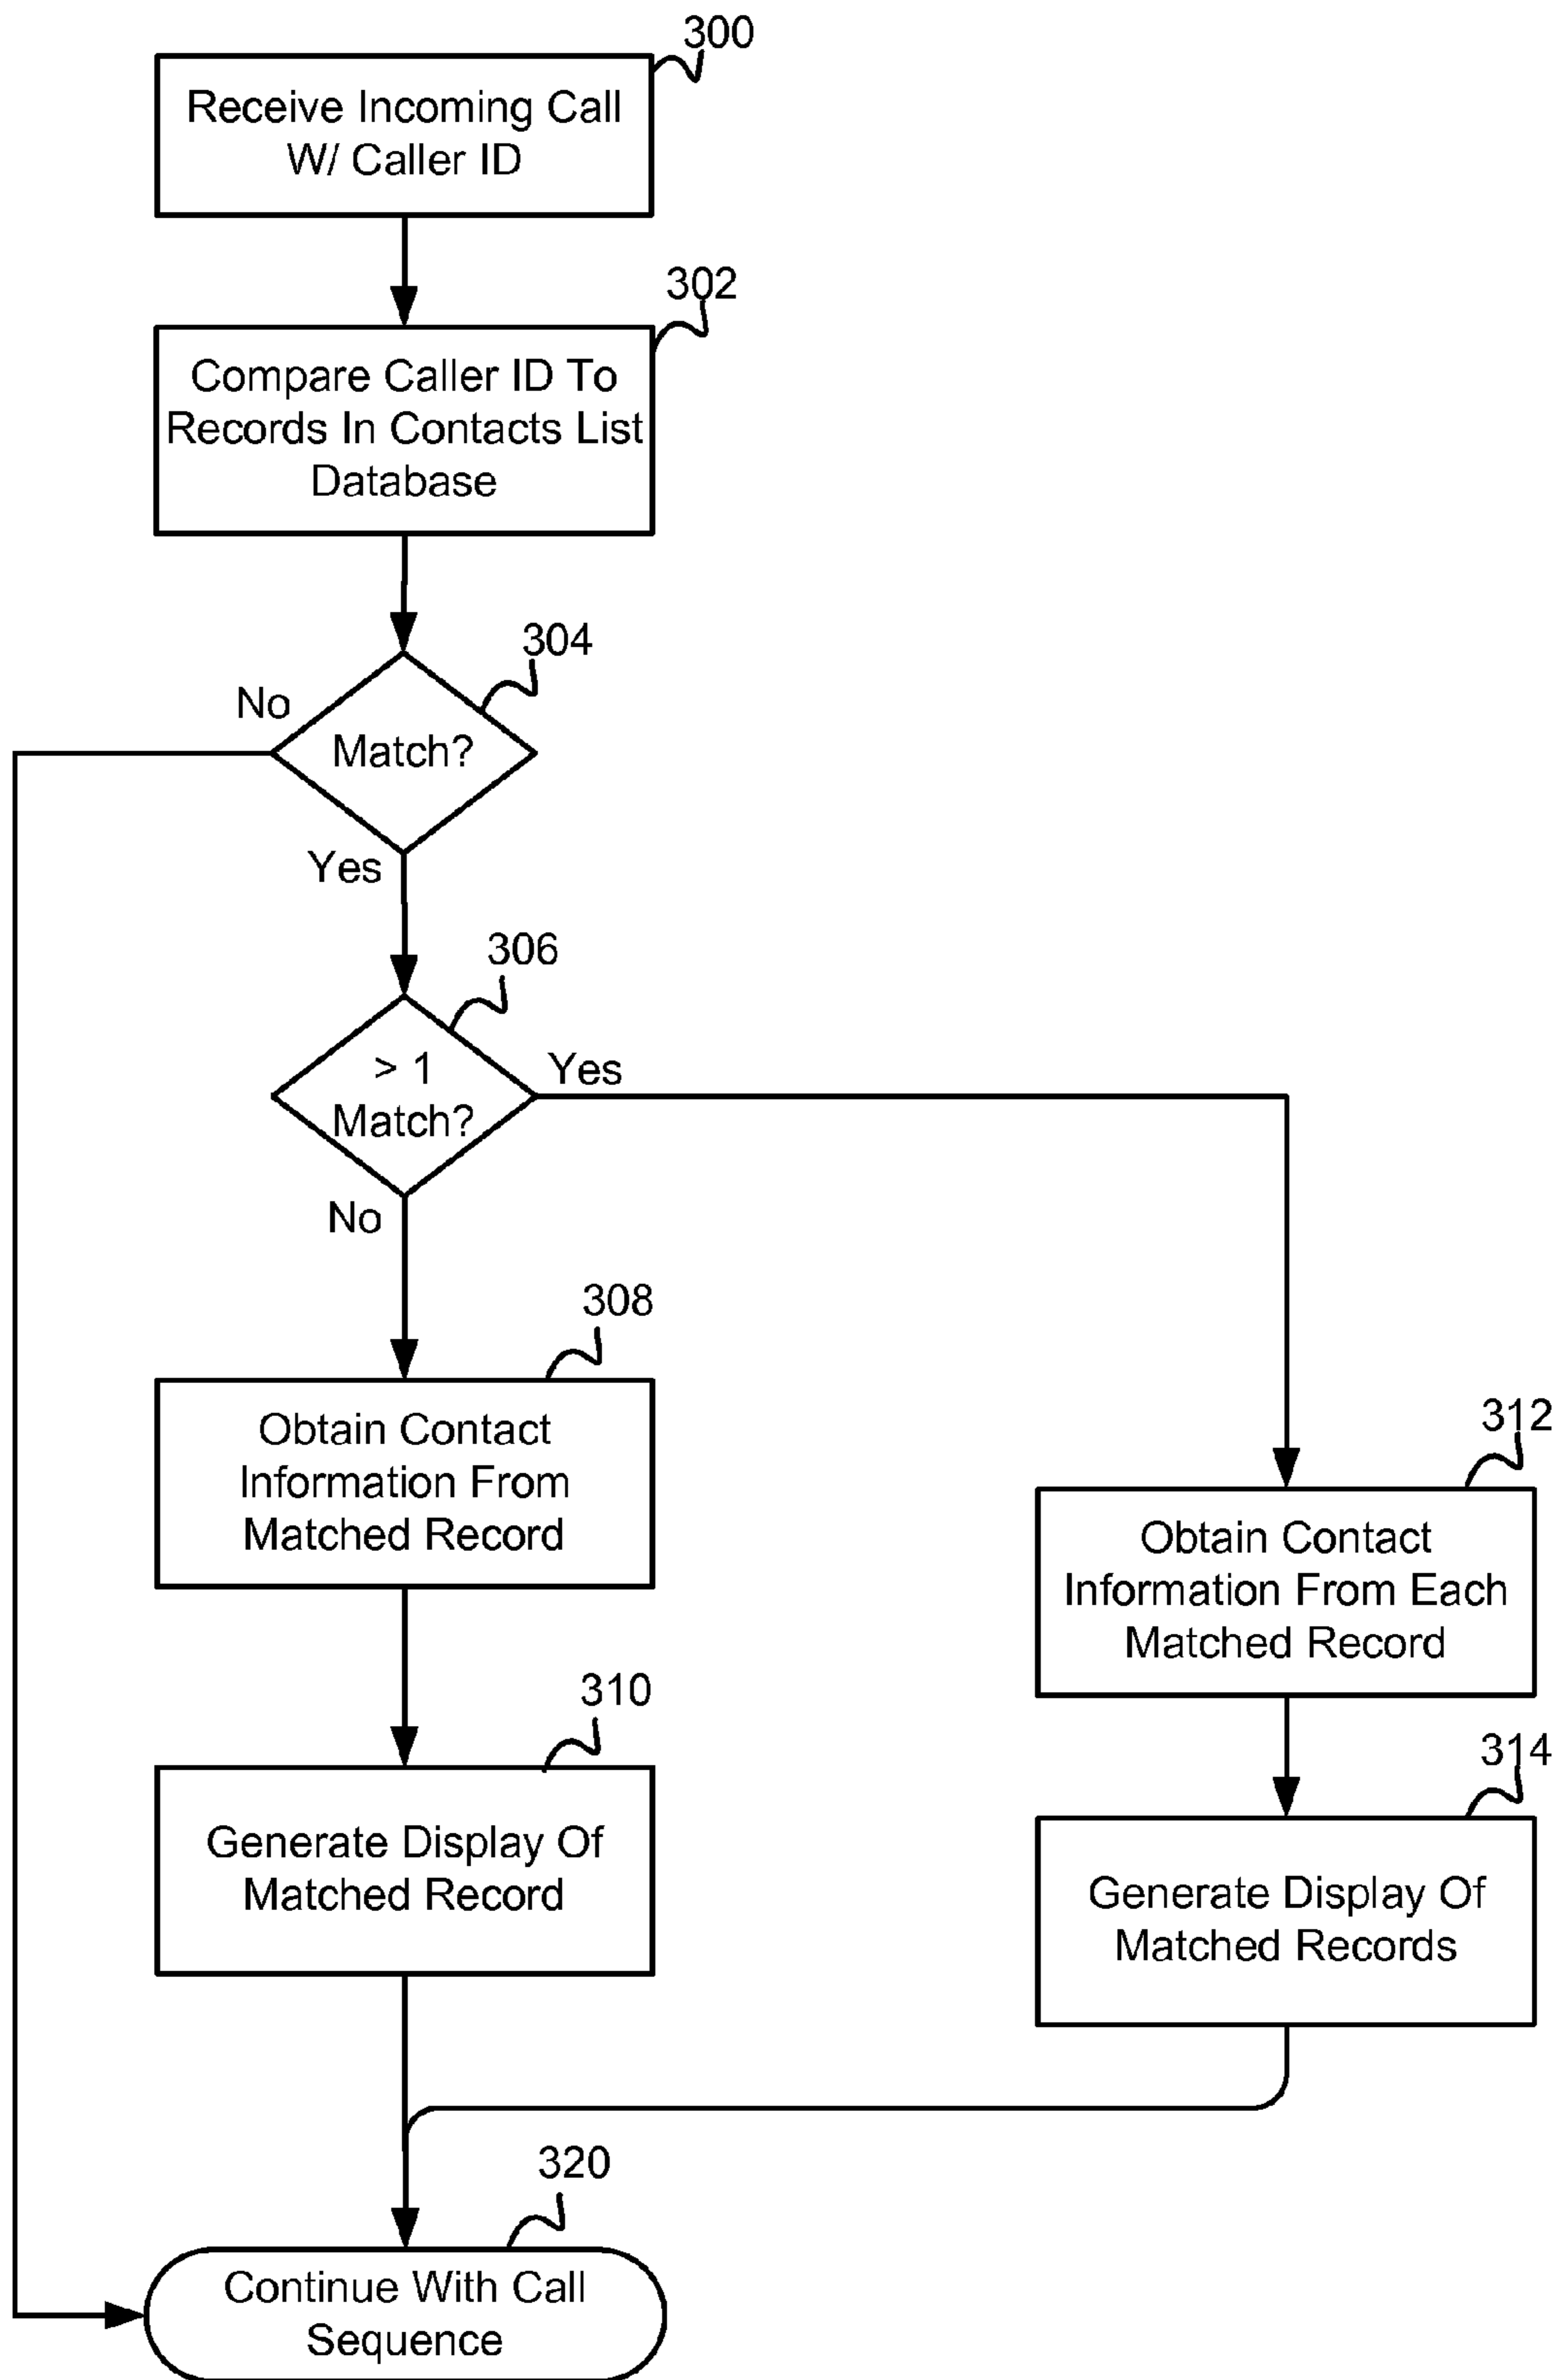 300
Receive Incoming Call
W/ Caller ID
302
Compare Caller ID To
Records In Contacts List
Database
304
No
Match?
Yes
306
> 1
Match?
Yes
No
308
Obtain Contact
Information From
Matched Record
312
Obtain Contact
Information From Each
Matched Record
310
Generate Display Of
Matched Record
314
Generate Display Of
Matched Records
320
Continue With Call
Sequence